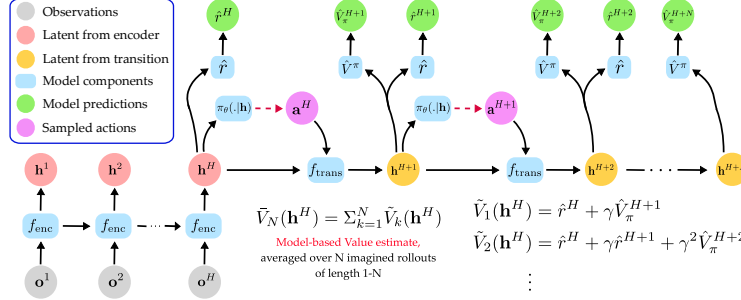 Observations
Latent from encoder
Latent from transition
Model components
Model predictions
Sampled actions
r̂^H
V̂_π^{H+1}
r̂^{H+1}
V̂_π^{H+2}
r̂^{H+2}
V̂_π^{H+N}
r̂
V̂^π
r̂
V̂^π
r̂
V̂^π
π_θ(.|h)
a^H
π_θ(.|h)
a^{H+1}
h^1
h^2
h^H
f_trans
h^{H+1}
f_trans
h^{H+2}
...
f_enc
f_enc
...
f_enc
o^1
o^2
o^H
V̄_N(h^H) = Σ_{k=1}^N Ṽ_k(h^H)
Model-based Value estimate,
averaged over N imagined rollouts
of length 1-N
Ṽ_1(h^H) = r̂^H + γV̂_π^{H+1}
Ṽ_2(h^H) = r̂^H + γr̂^{H+1} + γ^2V̂_π^{H+2}
⋮